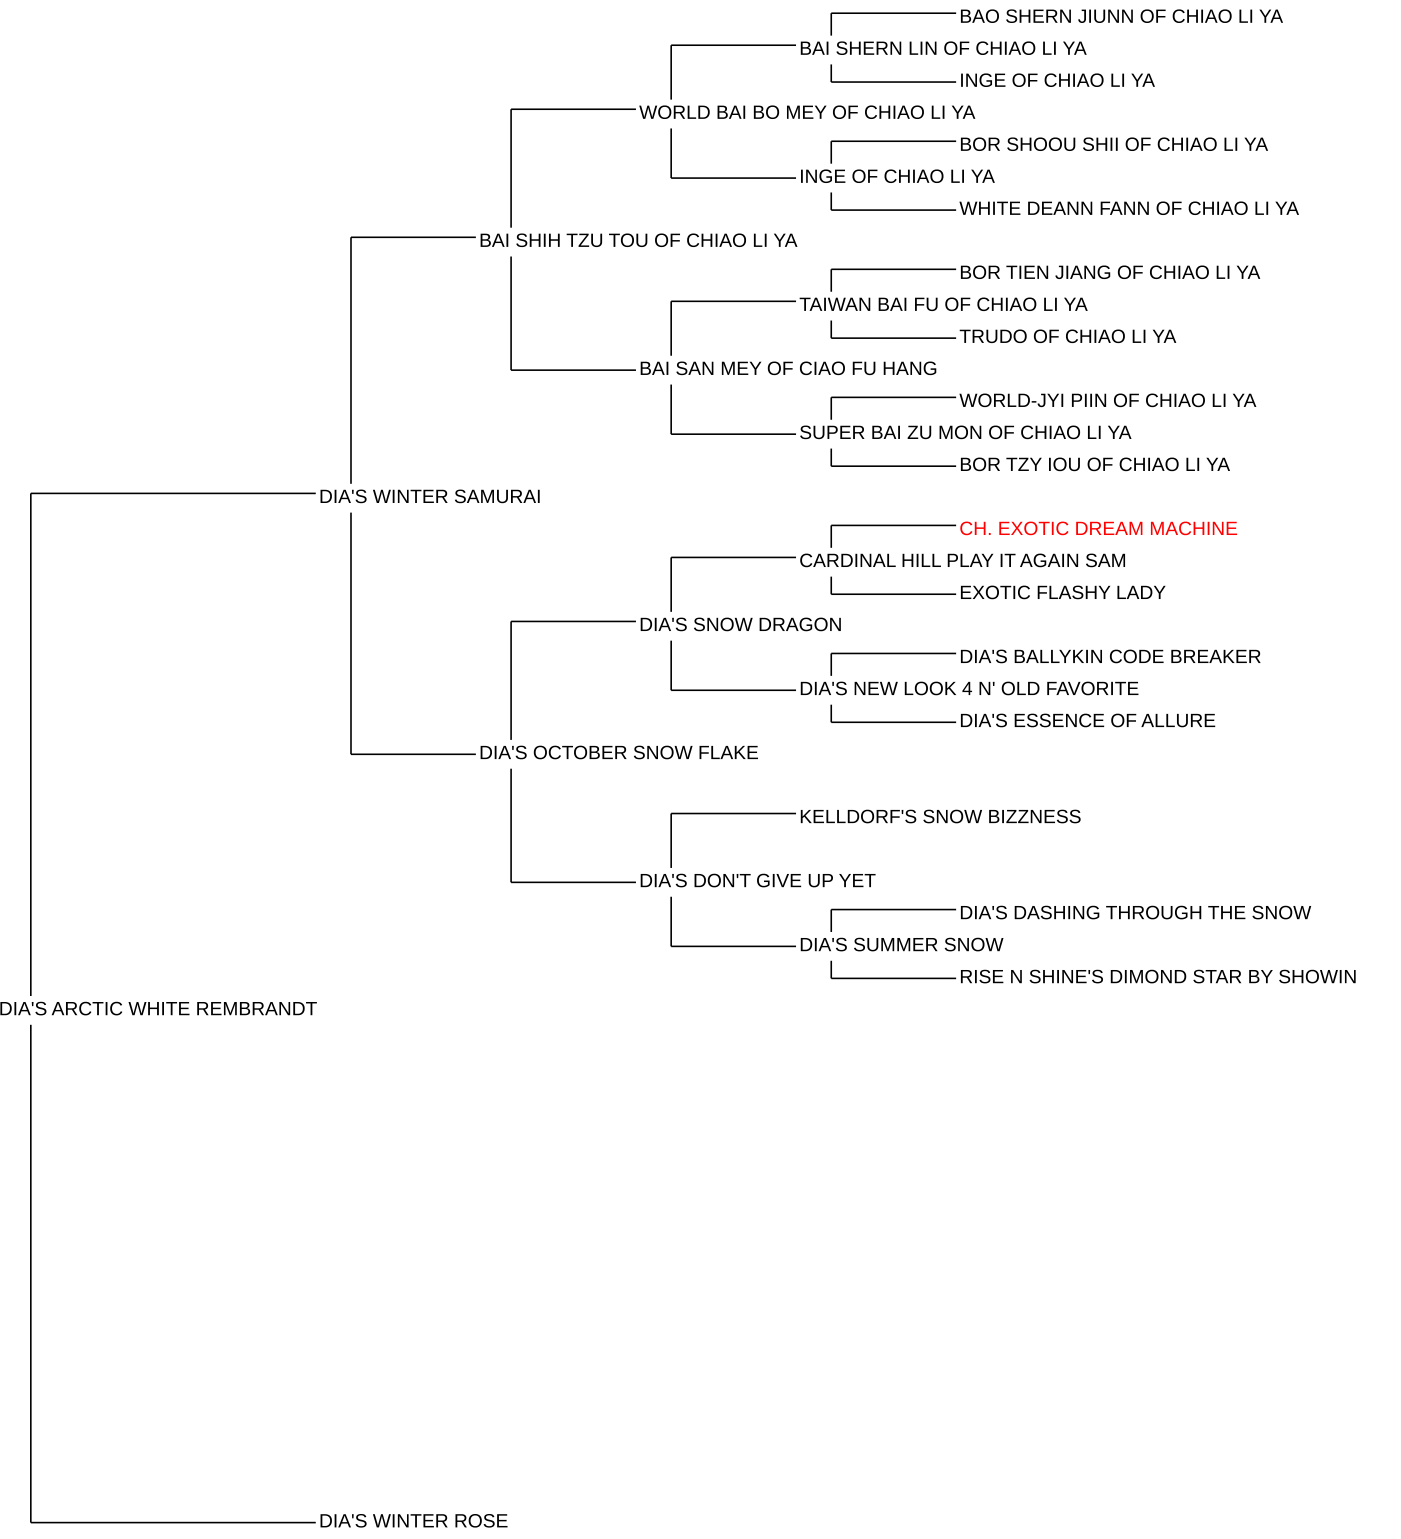 BAO SHERN JIUNN OF CHIAO LI YA
BAI SHERN LIN OF CHIAO LI YA
INGE OF CHIAO LI YA
WORLD BAI BO MEY OF CHIAO LI YA
BOR SHOOU SHII OF CHIAO LI YA
INGE OF CHIAO LI YA
WHITE DEANN FANN OF CHIAO LI YA
BAI SHIH TZU TOU OF CHIAO LI YA
BOR TIEN JIANG OF CHIAO LI YA
TAIWAN BAI FU OF CHIAO LI YA
TRUDO OF CHIAO LI YA
BAI SAN MEY OF CIAO FU HANG
WORLD-JYI PIIN OF CHIAO LI YA
SUPER BAI ZU MON OF CHIAO LI YA
BOR TZY IOU OF CHIAO LI YA
DIA'S WINTER SAMURAI
CH. EXOTIC DREAM MACHINE
CARDINAL HILL PLAY IT AGAIN SAM
EXOTIC FLASHY LADY
DIA'S SNOW DRAGON
DIA'S BALLYKIN CODE BREAKER
DIA'S NEW LOOK 4 N' OLD FAVORITE
DIA'S ESSENCE OF ALLURE
DIA'S OCTOBER SNOW FLAKE
KELLDORF'S SNOW BIZZNESS
DIA'S DON'T GIVE UP YET
DIA'S DASHING THROUGH THE SNOW
DIA'S SUMMER SNOW
RISE N SHINE'S DIMOND STAR BY SHOWIN
DIA'S ARCTIC WHITE REMBRANDT
DIA'S WINTER ROSE